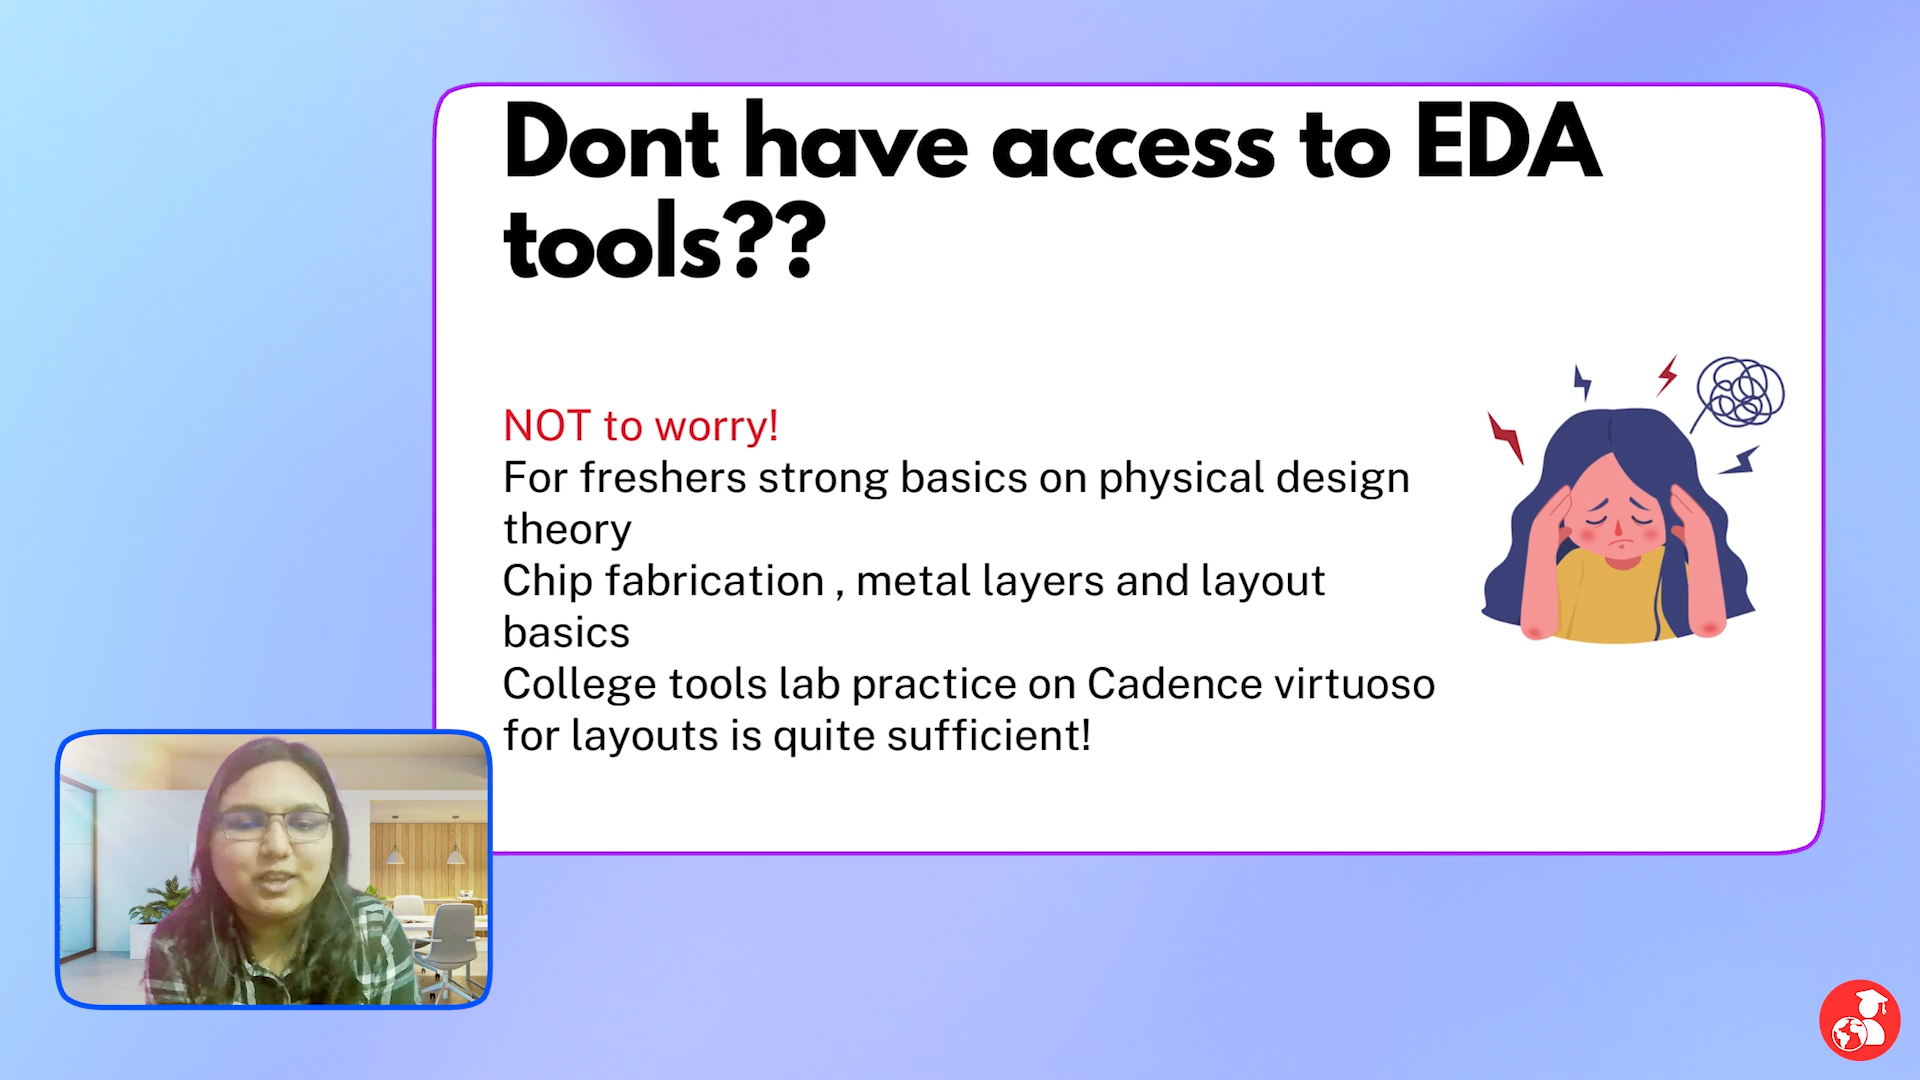 Dont have access to EDA
tools??
NOT to worry!
For freshers strong basics on physical design
theory
Chip fabrication , metal layers and layout
basics
College tools lab practice on Cadence virtuoso
for layouts is quite sufficient!